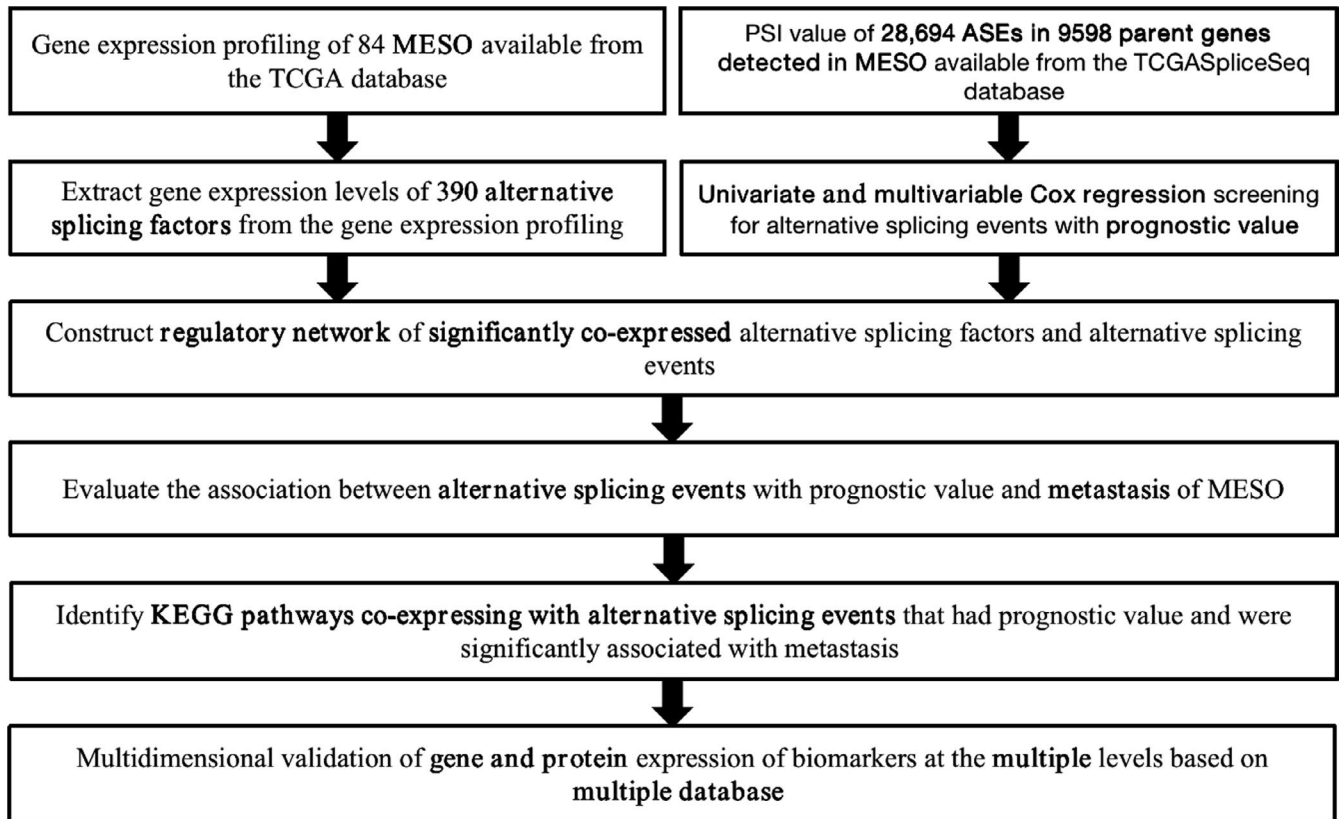 Gene expression profiling of 84 MESO available from
the TCGA database
PSI value of 28,694 ASEs in 9598 parent genes
detected in MESO available from the TCGASpliceSeq
database
Extract gene expression levels of 390 alternative
splicing factors from the gene expression profiling
Univariate and multivariable Cox regression screening
for alternative splicing events with prognostic value
Construct regulatory network of significantly co-expressed alternative splicing factors and alternative splicing
events
Evaluate the association between alternative splicing events with prognostic value and metastasis of MESO
Identify KEGG pathways co-expressing with alternative splicing events that had prognostic value and were
significantly associated with metastasis
Multidimensional validation of gene and protein expression of biomarkers at the multiple levels based on
multiple database